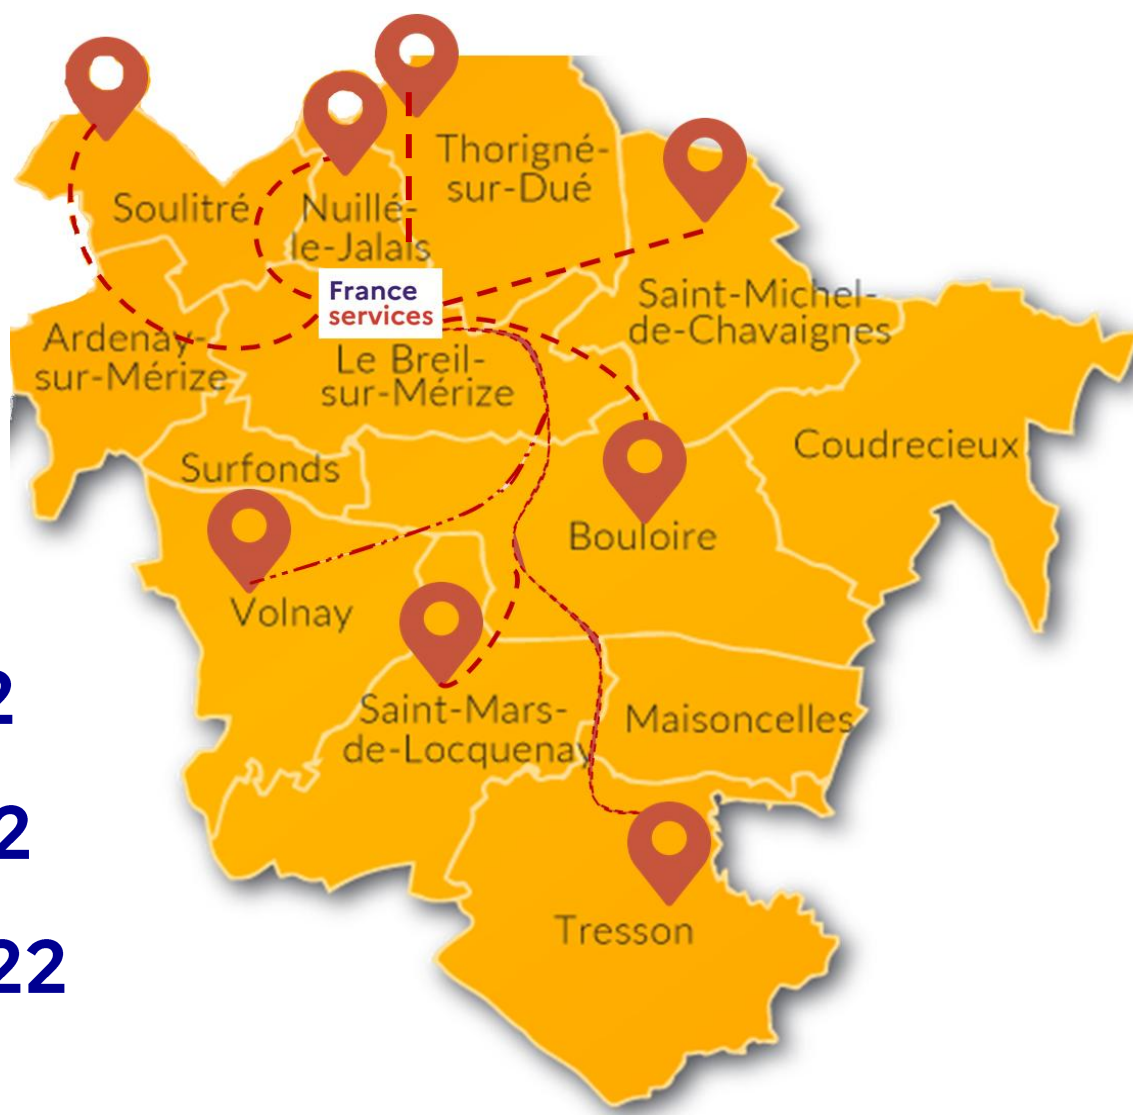 Thorigné-
sur-Dué
Soulitré
Nuillé-
le-Jalais
France
services
Saint-Michel-
de-Chavaignes
Ardenay-
sur-Mérize
Le Breil-
sur-Mérize
Coudrecieux
Surfonds
Bouloire
Volnay
2
Saint-Mars-
de-Locquenay
Maisoncelles
2
Tresson
22